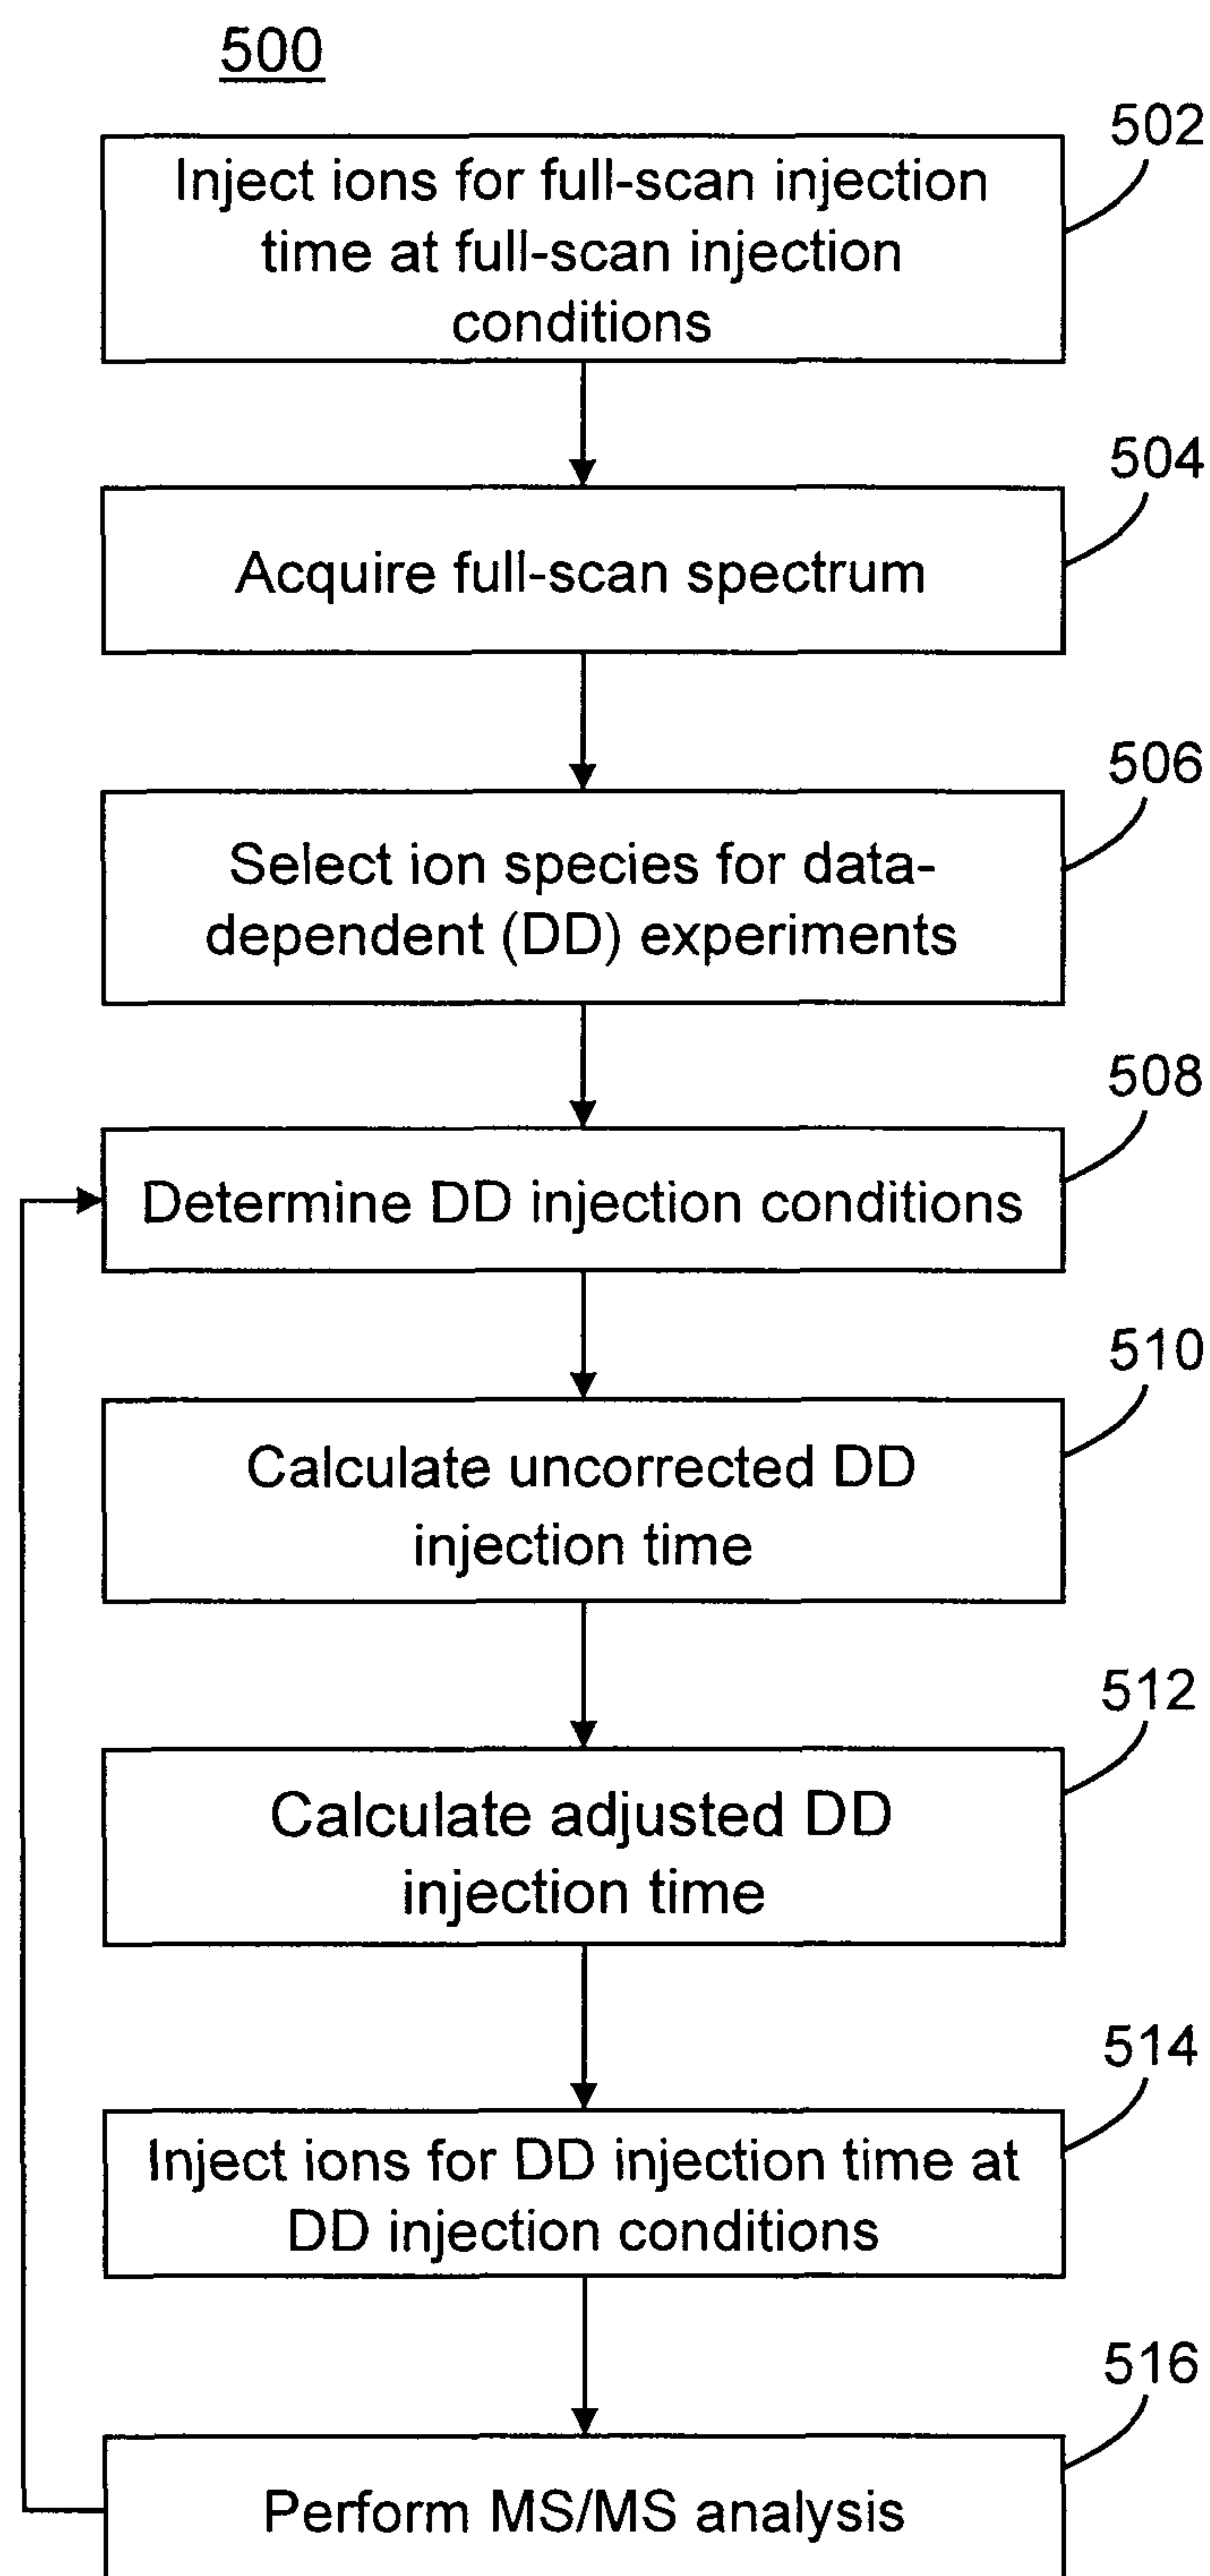 500
502
Inject ions for full-scan injection
time at full-scan injection
conditions
504
Acquire full-scan spectrum
506
Select ion species for data-
dependent (DD) experiments
508
Determine DD injection conditions
510
Calculate uncorrected DD
injection time
512
Calculate adjusted DD
injection time
514
Inject ions for DD injection time at
DD injection conditions
516
Perform MS/MS analysis